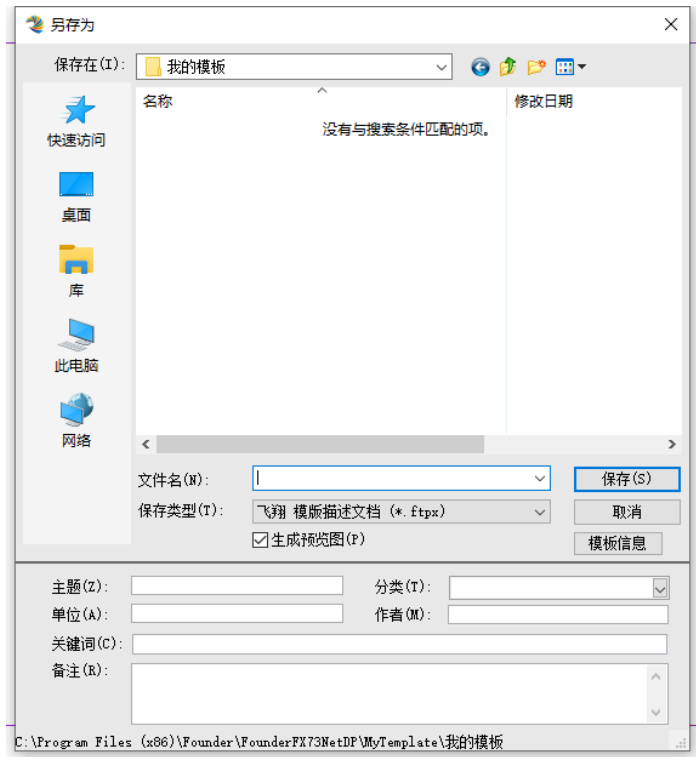 另存为
保存在(I):
我的模板
名称
修改日期
没有与搜索条件匹配的项。
快速访问
桌面
库
此电脑
网络
文件名(N):
保存(S)
保存类型(T):
飞翔 模版描述文档 (*.ftpx)
取消
生成预览图(P)
模板信息
主题(Z):
分类(T):
单位(A):
作者(M):
关键词(C):
备注(R):
C:\Program Files (x86)\Founder\FounderFX73NetDP\MyTemplate\我的模板